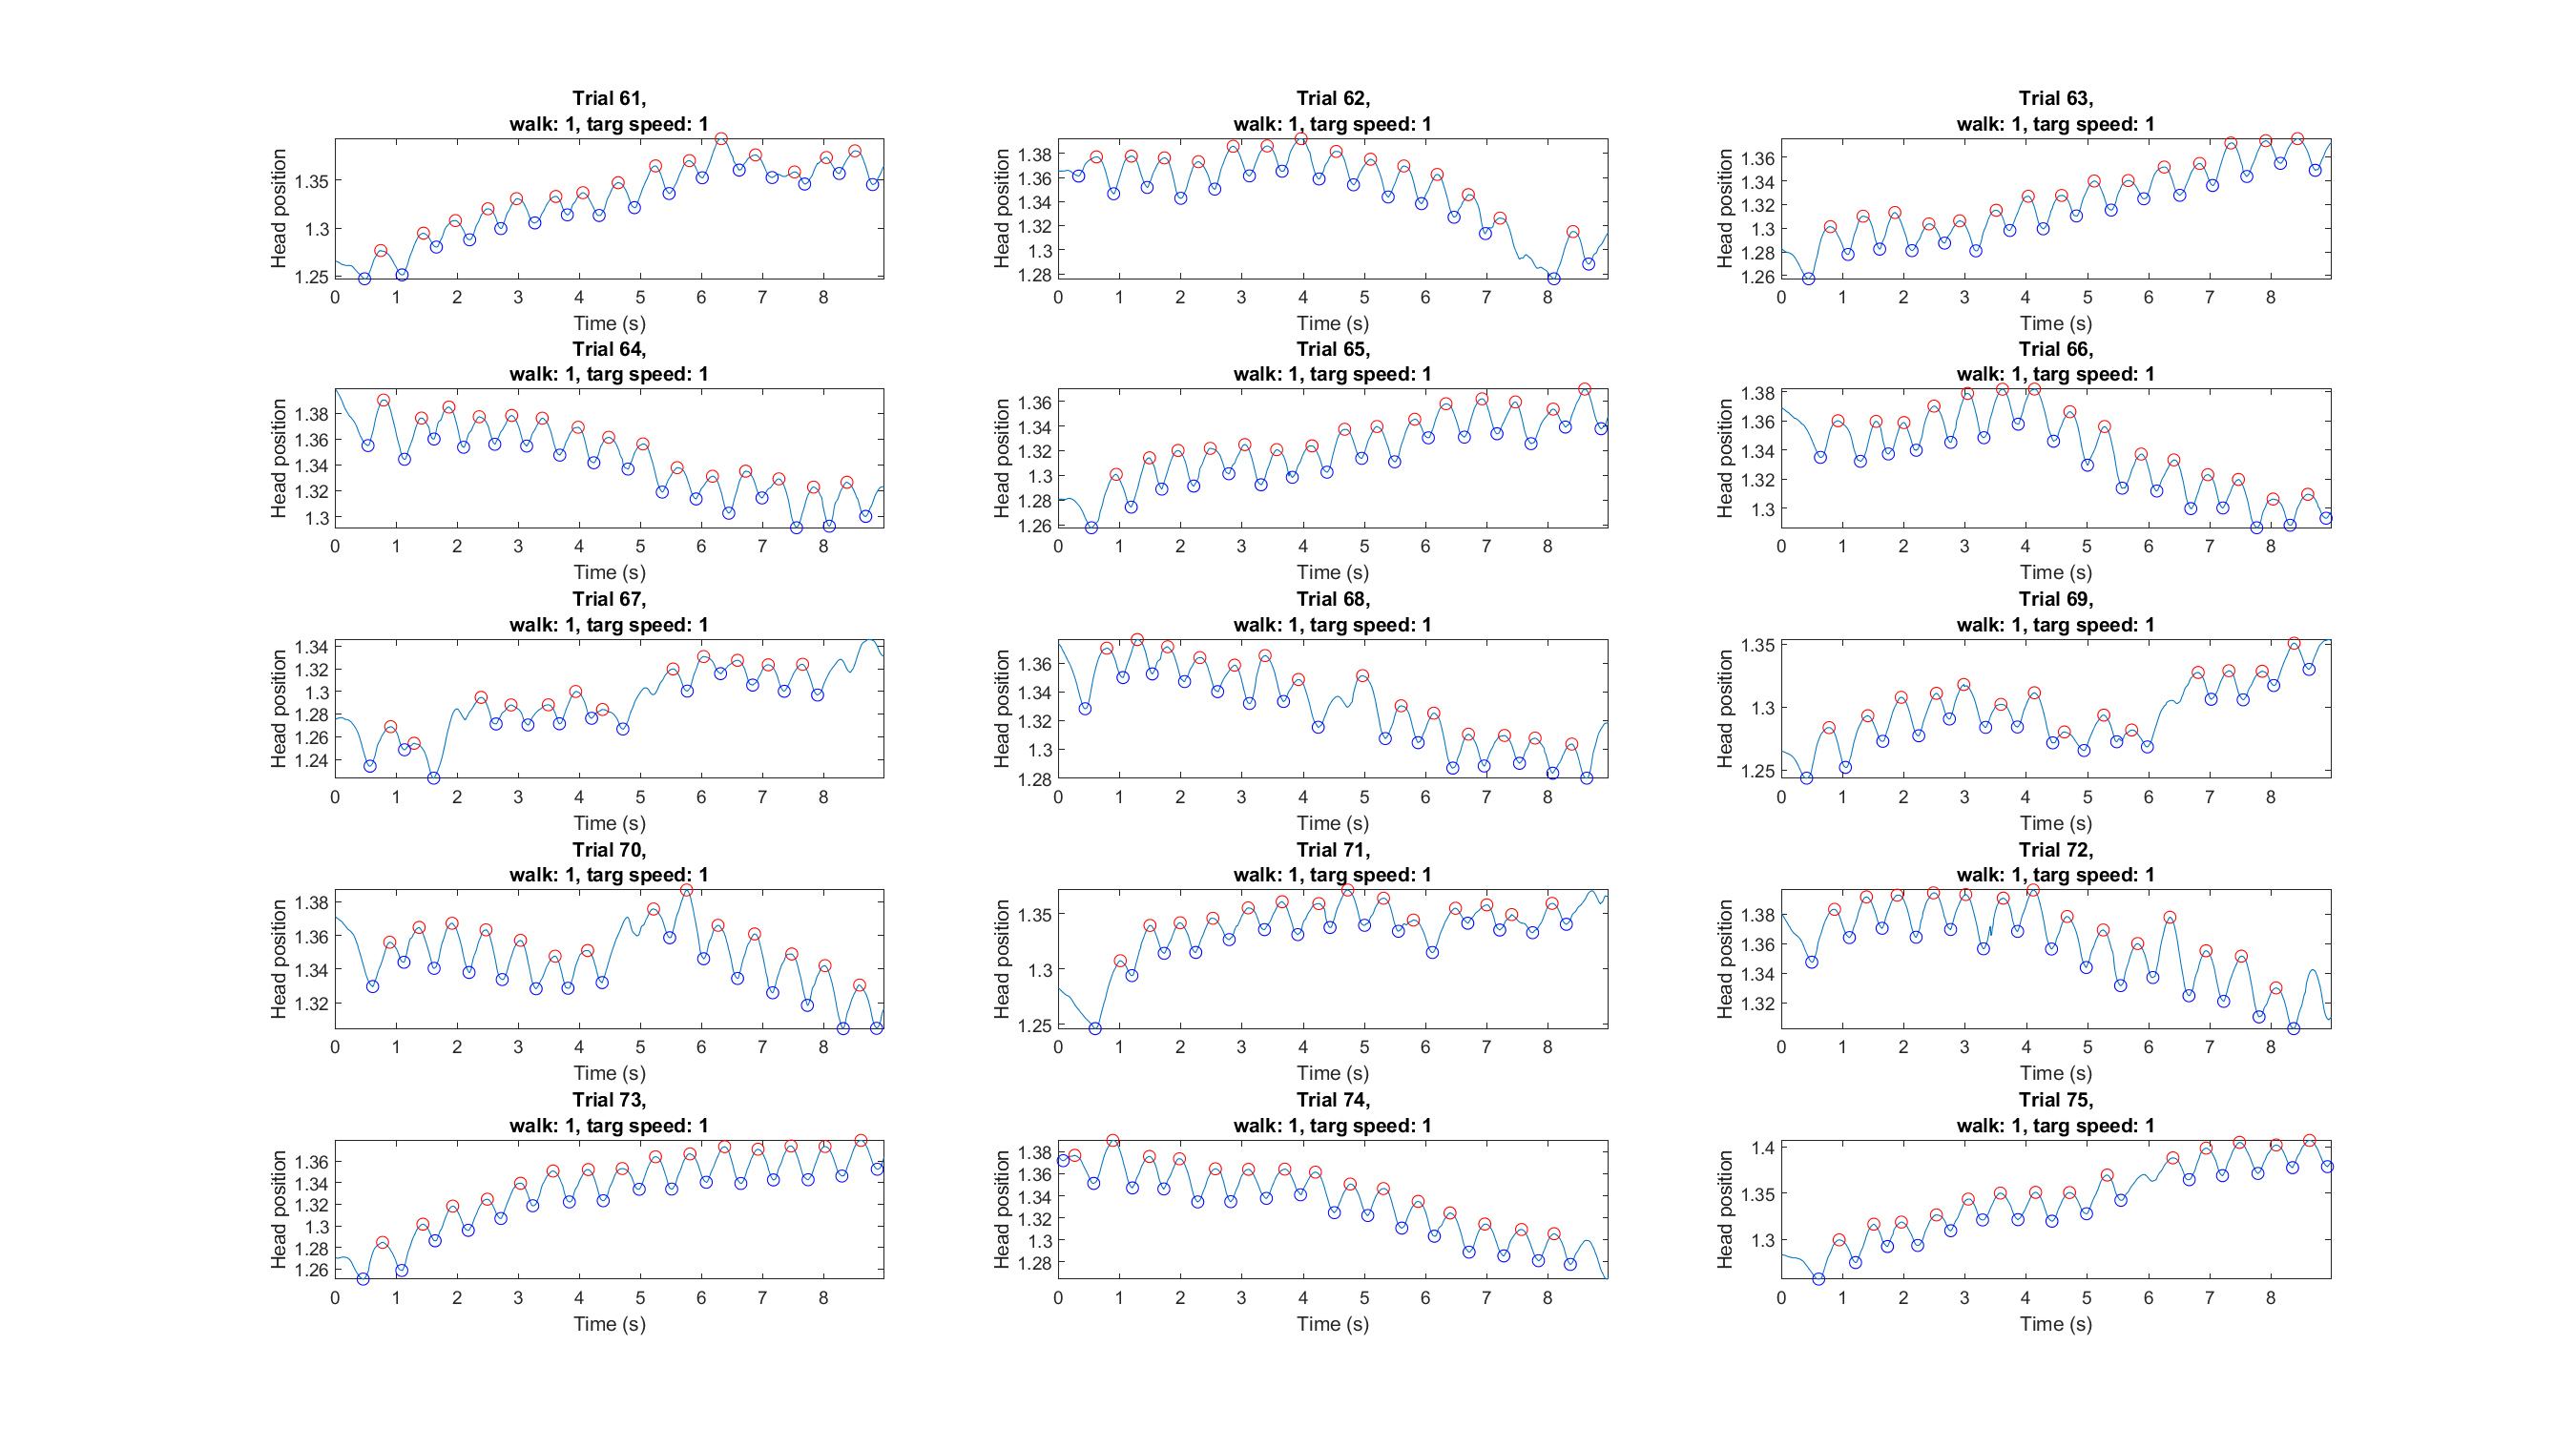 Trial 61,
walk: 1, targ speed: 1
Head position
1.35
1.3
1.25
0 1 2 3 4 5 6 7 8
Time (s)
Trial 62,
walk: 1, targ speed: 1
Head position
1.38
1.36
1.34
1.32
1.3
1.28
0 1 2 3 4 5 6 7 8
Time (s)
Trial 63,
walk: 1, targ speed: 1
Head position
1.36
1.34
1.32
1.3
1.28
1.26
0 1 2 3 4 5 6 7 8
Time (s)
Trial 64,
walk: 1, targ speed: 1
Head position
1.38
1.36
1.34
1.32
1.3
0 1 2 3 4 5 6 7 8
Time (s)
Trial 65,
walk: 1, targ speed: 1
Head position
1.36
1.34
1.32
1.3
1.28
1.26
0 1 2 3 4 5 6 7 8
Time (s)
Trial 66,
walk: 1, targ speed: 1
Head position
1.38
1.36
1.34
1.32
1.3
0 1 2 3 4 5 6 7 8
Time (s)
Trial 67,
walk: 1, targ speed: 1
Head position
1.34
1.32
1.3
1.28
1.26
1.24
0 1 2 3 4 5 6 7 8
Time (s)
Trial 68,
walk: 1, targ speed: 1
Head position
1.36
1.34
1.32
1.3
1.28
0 1 2 3 4 5 6 7 8
Time (s)
Trial 69,
walk: 1, targ speed: 1
Head position
1.35
1.3
1.25
0 1 2 3 4 5 6 7 8
Time (s)
Trial 70,
walk: 1, targ speed: 1
Head position
1.38
1.36
1.34
1.32
0 1 2 3 4 5 6 7 8
Time (s)
Trial 71,
walk: 1, targ speed: 1
Head position
1.35
1.3
1.25
0 1 2 3 4 5 6 7 8
Time (s)
Trial 72,
walk: 1, targ speed: 1
Head position
1.38
1.36
1.34
1.32
0 1 2 3 4 5 6 7 8
Time (s)
Trial 73,
walk: 1, targ speed: 1
Head position
1.36
1.34
1.32
1.3
1.28
1.26
0 1 2 3 4 5 6 7 8
Time (s)
Trial 74,
walk: 1, targ speed: 1
Head position
1.38
1.36
1.34
1.32
1.3
1.28
0 1 2 3 4 5 6 7 8
Time (s)
Trial 75,
walk: 1, targ speed: 1
Head position
1.4
1.35
1.3
0 1 2 3 4 5 6 7 8
Time (s)